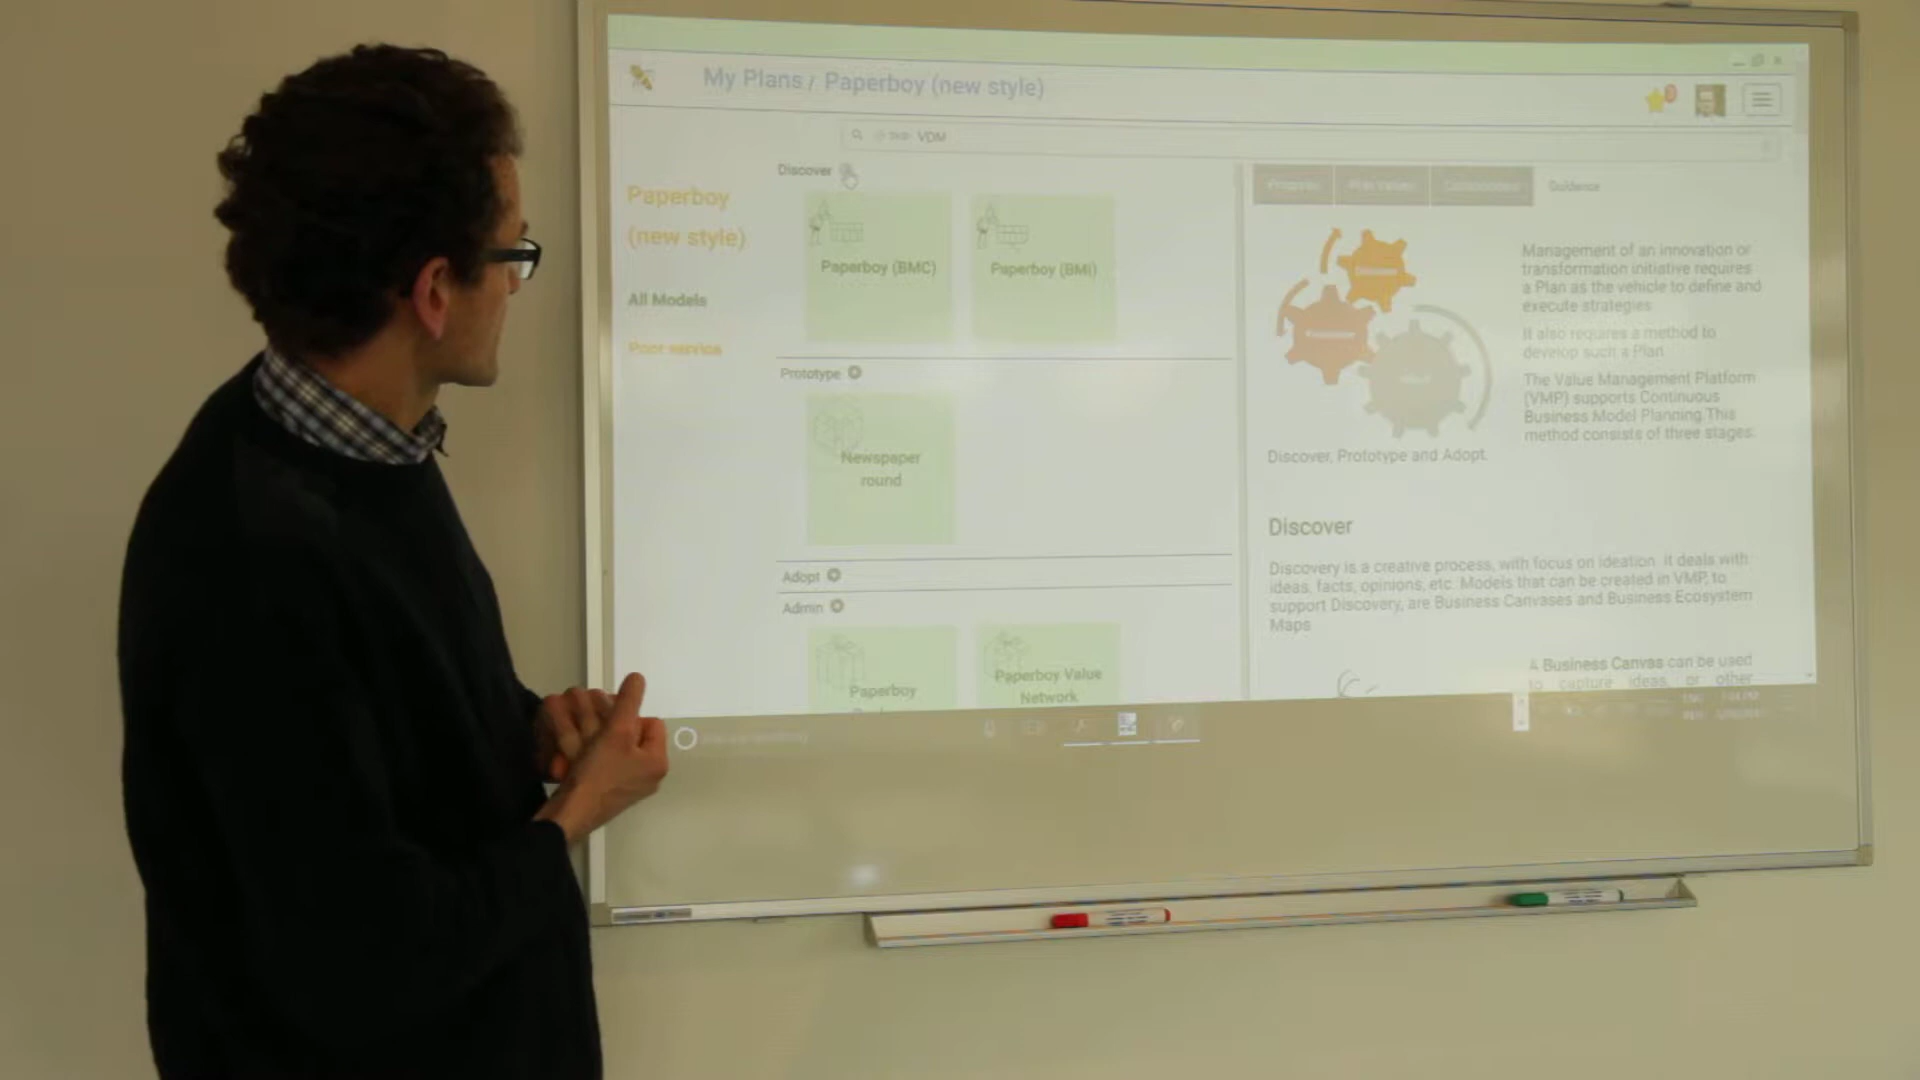 My Plans / Paperboy (new style)
VDM
Paperboy
(new style)
All Models
Poor service
Discover
Paperboy (BMC)
Paperboy (BMI)
Prototype
Newspaper
round
Adopt
Admin
Paperboy
Paperboy Value
Network
Guidance
Management of an innovation or
transformation initiative requires
a Plan as the vehicle to define and
execute strategies.
It also requires a method to
develop such a Plan
The Value Management Platform
(VMP) supports Continuous
Business Model Planning.This
method consists of three stages:
Discover, Prototype and Adopt.
Discover
Discovery is a creative process, with focus on ideation. It deals with
ideas, facts, opinions, etc. Models that can be created in VMP, to
support Discovery, are Business Canvases and Business Ecosystem
Maps
A Business Canvas can be used
to capture ideas, or other